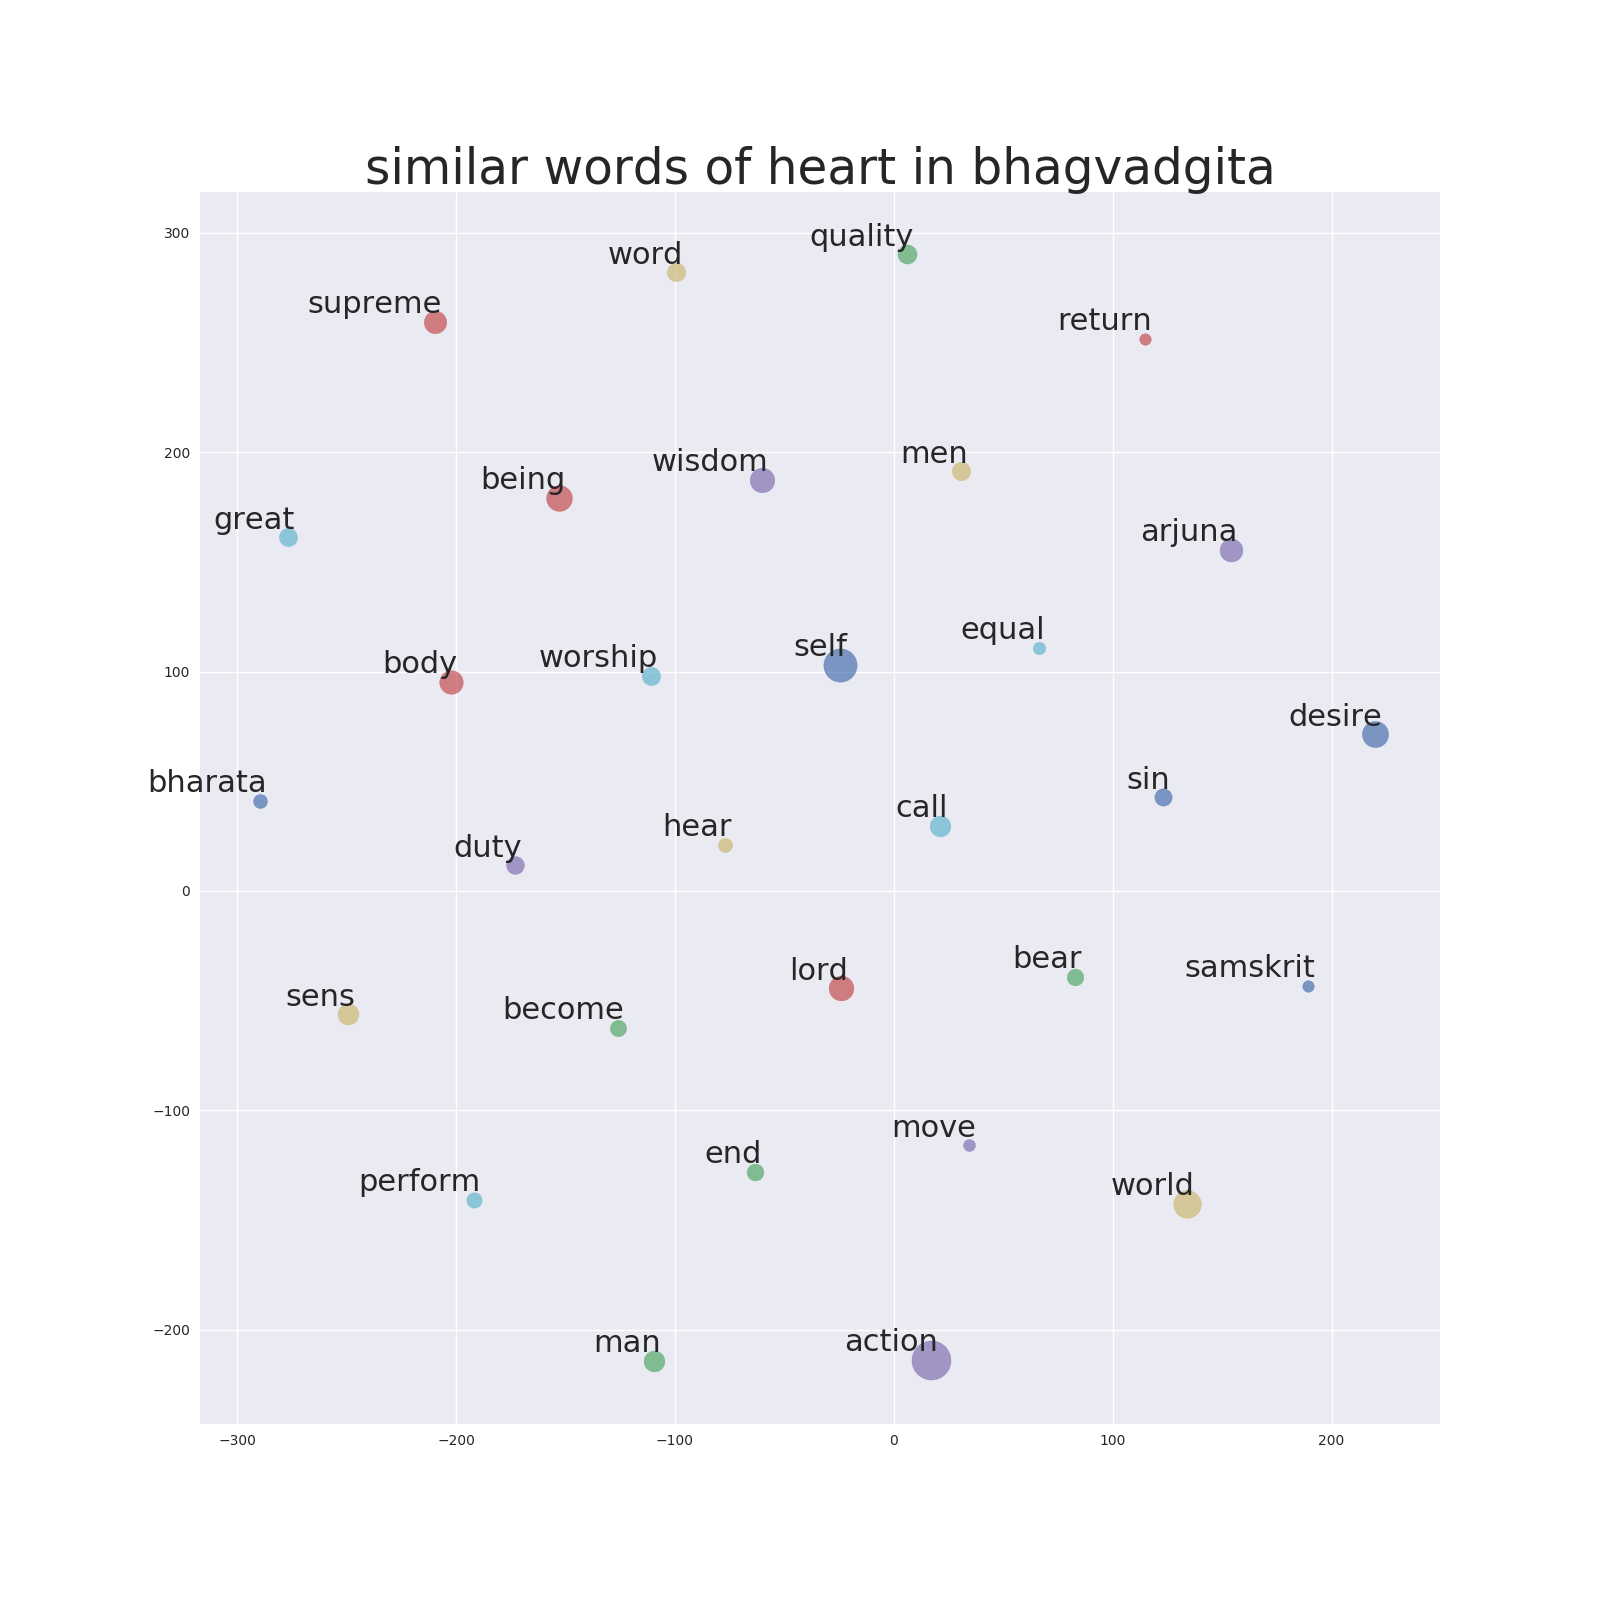 similar words of heart in bhagvadgita
300
quality
word
supreme
return
200
men
wisdom
being
great
arjuna
equal
self
worship
body
100
desire
sin
bharata
call
hear
duty
0
bear
samskrit
lord
sens
become
−100
move
end
perform
world
−200
action
man
−300 −200 −100 0 100 200